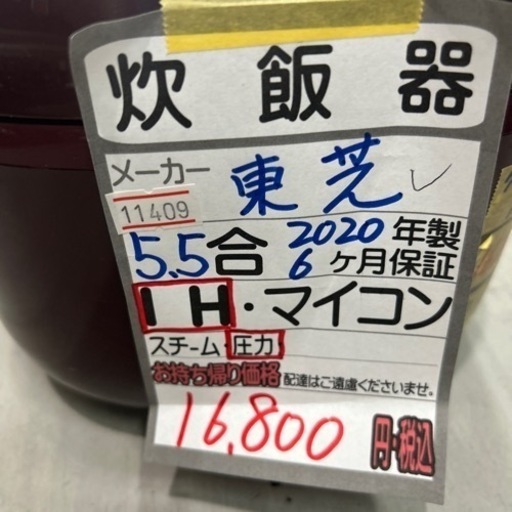 炊飯器
メーカー 東芝
11409
5.5合 2020年製
6ヶ月保証
IH・マイコン
スチーム 圧力
お持ち帰り価格 配達はご遠慮くださいませ。
16,800 円・税込